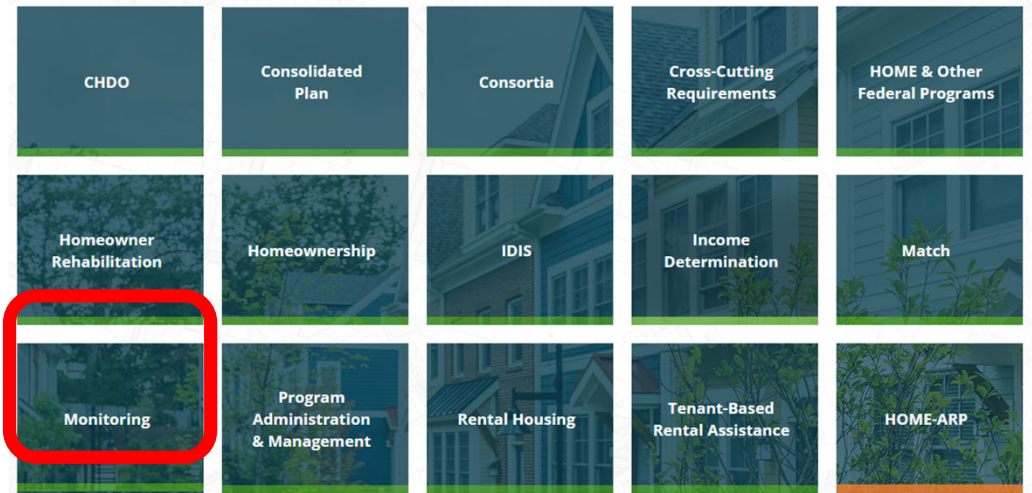 CHDO
Consolidated
Plan
Consortia
Cross-Cutting
Requirements
HOME & Other
Federal Programs
Homeowner
Rehabilitation
Homeownership
IDIS
Income
Determination
Match
Monitoring
Program
Administration
& Management
Rental Housing
Tenant-Based
Rental Assistance
HOME-ARP